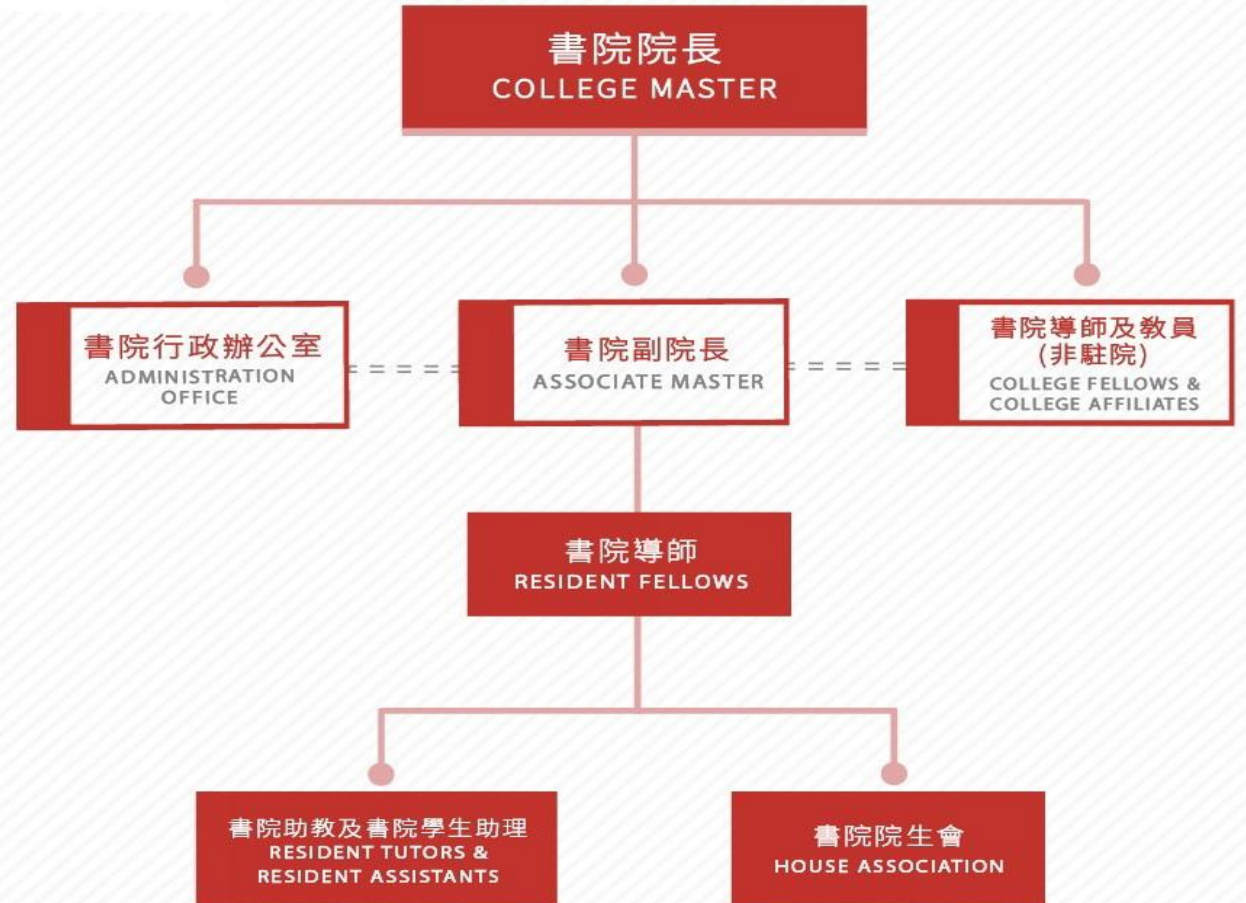 書院院長
COLLEGE MASTER
書院行政辦公室
ADMINISTRATION
OFFICE
書院副院長
ASSOCIATE MASTER
書院導師及教員
(非駐院)
COLLEGE FELLOWS &
COLLEGE AFFILIATES
書院導師
RESIDENT FELLOWS
書院助教及書院學生助理
RESIDENT TUTORS &
RESIDENT ASSISTANTS
書院院生會
HOUSE ASSOCIATION